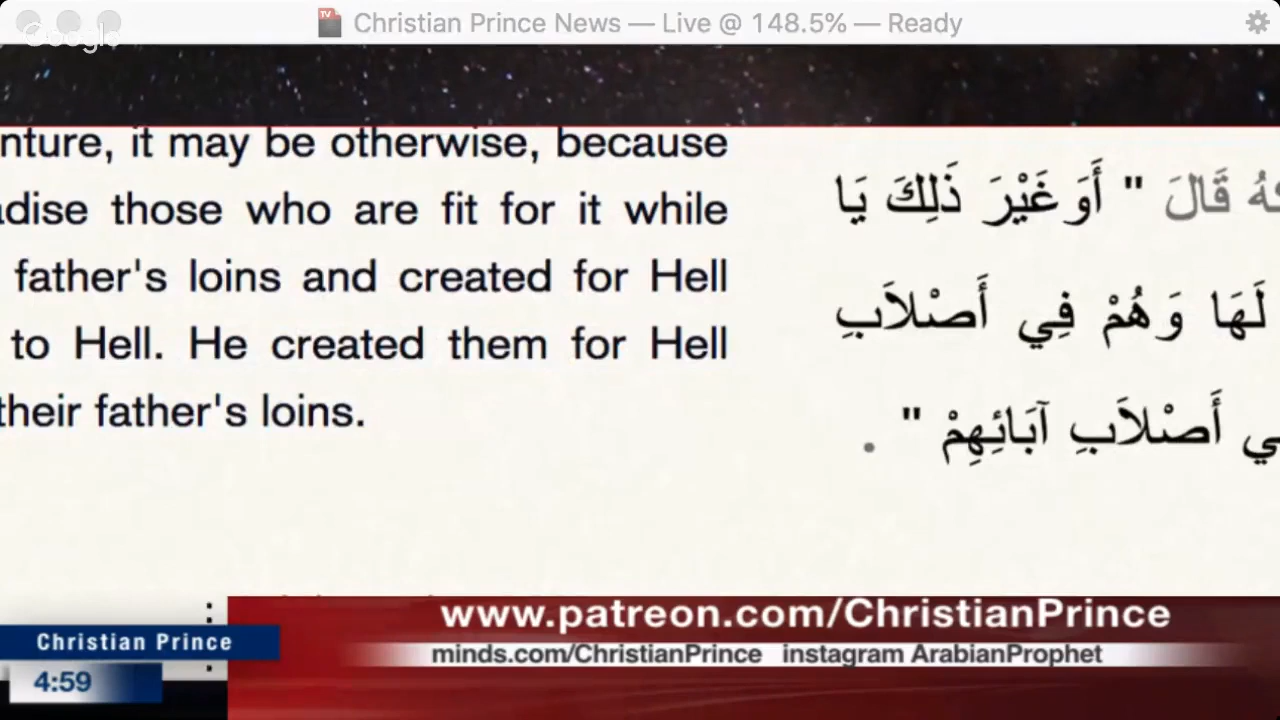 Christian Prince News — Live @ 148.5% — Ready
Google
it may be otherwise, because
those who are fit for it while
father's loins and created for Hell
to Hell. He created them for Hell
their father's loins.
قَالَ " أَوَ غَيْرَ ذَلِكَ يَا
لَهَا وَهُمْ فِي أَصْلاَبِ
أَصْلاَبِ آبَائِهِمْ " .
www.patreon.com/ChristianPrince
minds.com/ChristianPrince instagram ArabianProphet
Christian Prince
4:59